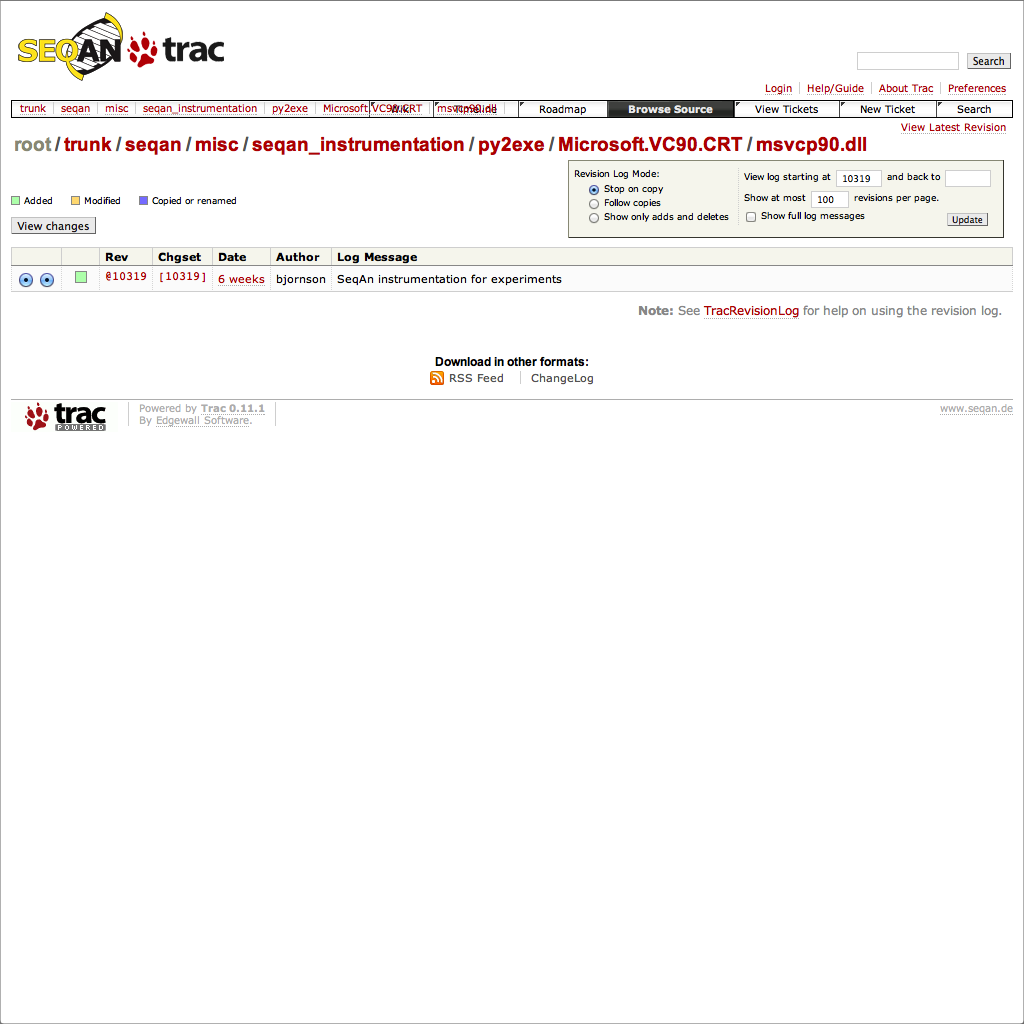 SEQAN trac
Search
Login Help/Guide About Trac Preferences
trunk seqan misc seqan_instrumentation py2exe Microsoft.VC90.CRT msvcp90.dll Wiki Timeline Roadmap Browse Source View Tickets New Ticket Search
View Latest Revision
root / trunk / seqan / misc / seqan_instrumentation / py2exe / Microsoft.VC90.CRT / msvcp90.dll
Revision Log Mode:
Stop on copy
Follow copies
Show only adds and deletes
View log starting at 10319 and back to
Show at most 100 revisions per page.
Show full log messages
Update
Added Modified Copied or renamed
View changes
Rev Chgset Date Author Log Message
@10319 [10319] 6 weeks bjornson SeqAn instrumentation for experiments
Note: See TracRevisionLog for help on using the revision log.
Download in other formats:
RSS Feed ChangeLog
trac
POWERED
Powered by Trac 0.11.1
By Edgewall Software.
www.seqan.de